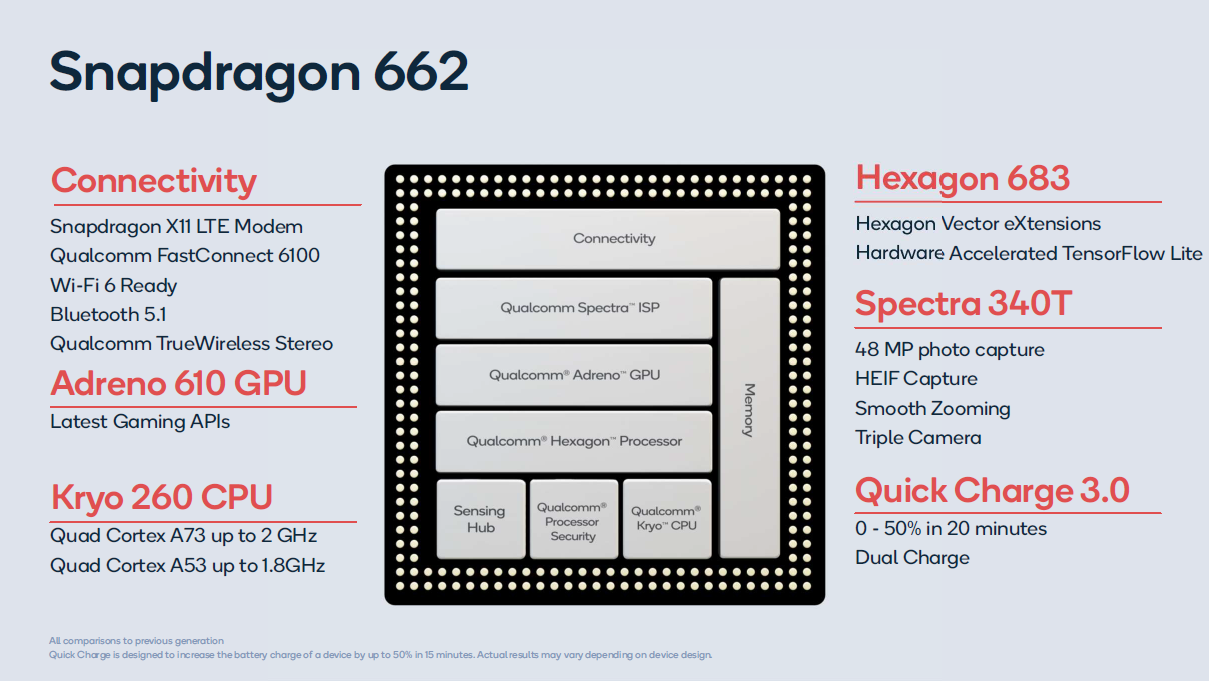 Snapdragon 662
Connectivity
Snapdragon X11 LTE Modem
Qualcomm FastConnect 6100
Wi-Fi 6 Ready
Bluetooth 5.1
Qualcomm TrueWireless Stereo
Adreno 610 GPU
Latest Gaming APIs
Kryo 260 CPU
Quad Cortex A73 up to 2 GHz
Quad Cortex A53 up to 1.8GHz
Connectivity
Qualcomm Spectra™ ISP
Qualcomm® Adreno™ GPU
Qualcomm® Hexagon™ Processor
Memory
Sensing
Hub
Qualcomm®
Processor
Security
Qualcomm®
Kryo™ CPU
Hexagon 683
Hexagon Vector eXtensions
Hardware Accelerated TensorFlow Lite
Spectra 340T
48 MP photo capture
HEIF Capture
Smooth Zooming
Triple Camera
Quick Charge 3.0
0 - 50% in 20 minutes
Dual Charge
All comparisons to previous generation
Quick Charge is designed to increase the battery charge of a device by up to 50% in 15 minutes. Actual results may vary depending on device design.